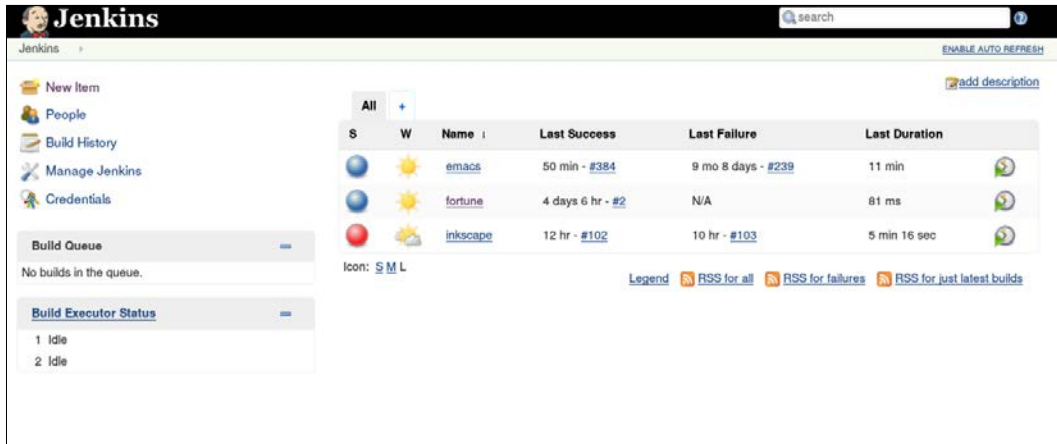 Jenkins
search
Jenkins
ENABLE AUTO REFRESH
New Item
People
Build History
Manage Jenkins
Credentials
Build Queue
No builds in the queue.
Build Executor Status
1 Idle
2 Idle
add description
All +
S W Name ↓ Last Success Last Failure Last Duration
emacs 50 min - #384 9 mo 8 days - #239 11 min
fortune 4 days 6 hr - #2 N/A 81 ms
inkscape 12 hr - #102 10 hr - #103 5 min 16 sec
Icon: S M L
Legend RSS for all RSS for failures RSS for just latest builds